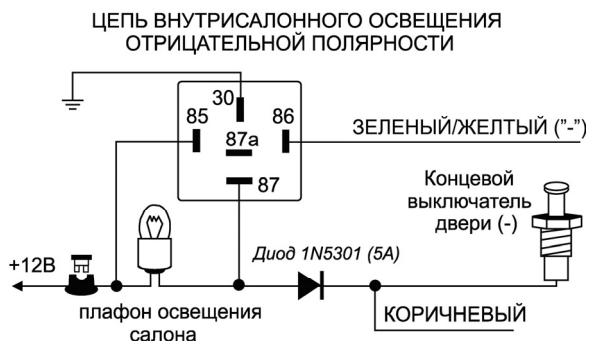 ЦЕПЬ ВНУТРИСАЛОННОГО ОСВЕЩЕНИЯ
ОТРИЦАТЕЛЬНОЙ ПОЛЯРНОСТИ
30
85
86
87а
87
ЗЕЛЕНЫЙ/ЖЕЛТЫЙ ("-")
Концевой
выключатель
двери (-)
Диод 1N5301 (5А)
+12В
плафон освещения
салона
КОРИЧНЕВЫЙ